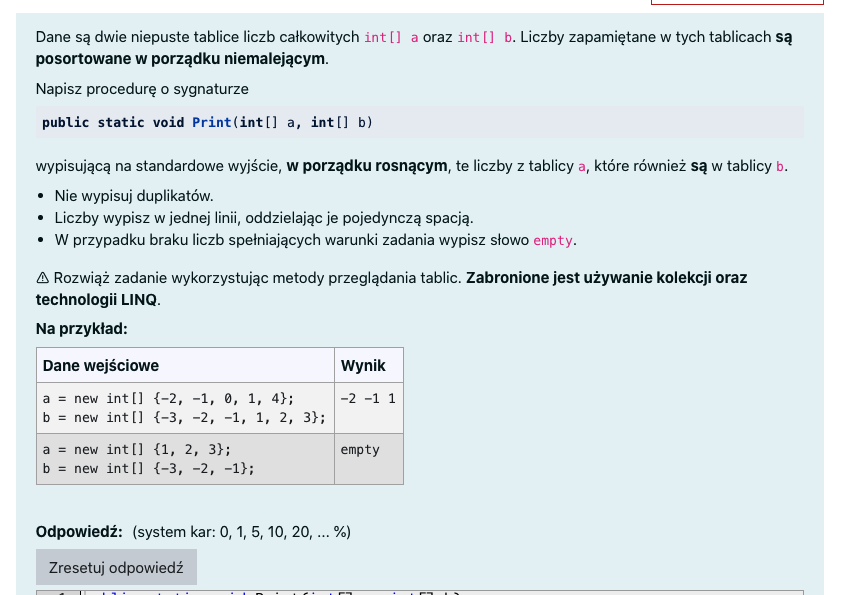 Dane są dwie niepuste tablice liczb całkowitych int[] a oraz int[] b. Liczby zapamiętane w tych tablicach są
posortowane w porządku niemalejącym.
Napisz procedurę o sygnaturze
public static void Print(int[] a, int[] b)
wypisującą na standardowe wyjście, w porządku rosnącym, te liczby z tablicy a, które również są w tablicy b.
• Nie wypisuj duplikatów.
• Liczby wypisz w jednej linii, oddzielając je pojedynczą spacją.
• W przypadku braku liczb spełniających warunki zadania wypisz słowo empty.
⚠ Rozwiąż zadanie wykorzystując metody przeglądania tablic. Zabronione jest używanie kolekcji oraz
technologii LINQ.
Na przykład:
Dane wejściowe Wynik
a = new int[] {-2, -1, 0, 1, 4}; -2 -1 1
b = new int[] {-3, -2, -1, 1, 2, 3};
a = new int[] {1, 2, 3}; empty
b = new int[] {-3, -2, -1};
Odpowiedź: (system kar: 0, 1, 5, 10, 20, ... %)
Zresetuj odpowiedź